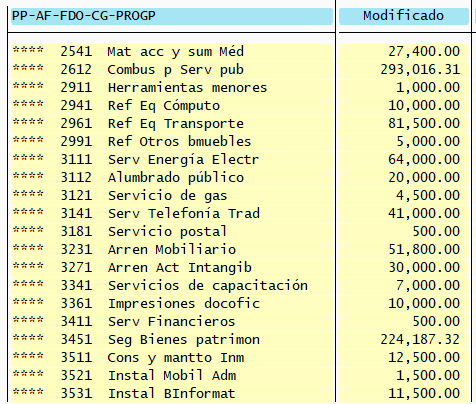 PP-AF-FDO-CG-PROGP Modificado
**** 2541 Mat acc y sum Méd 27,400.00
**** 2612 Combus p Serv pub 293,016.31
**** 2911 Herramientas menores 1,000.00
**** 2941 Ref Eq Cómputo 10,000.00
**** 2961 Ref Eq Transporte 81,500.00
**** 2991 Ref Otros bmuebles 5,000.00
**** 3111 Serv Energía Electr 64,000.00
**** 3112 Alumbrado público 20,000.00
**** 3121 Servicio de gas 4,500.00
**** 3141 Serv Telefonía Trad 41,000.00
**** 3181 Servicio postal 500.00
**** 3231 Arren Mobiliario 51,800.00
**** 3271 Arren Act Intangib 30,000.00
**** 3341 Servicios de capacitación 7,000.00
**** 3361 Impresiones docofic 10,000.00
**** 3411 Serv Financieros 500.00
**** 3451 Seg Bienes patrimon 224,187.32
**** 3511 Cons y mantto Inm 12,500.00
**** 3521 Instal Mobil Adm 1,500.00
**** 3531 Instal BInformat 11,500.00